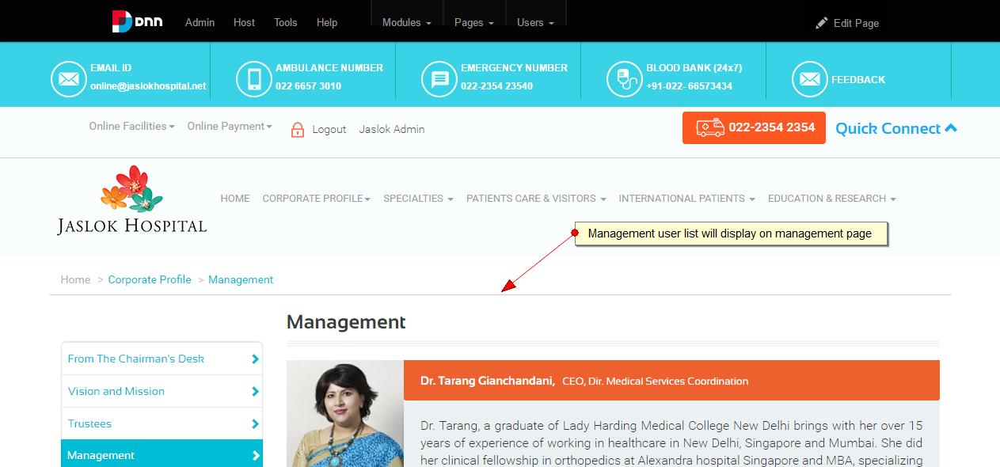 DNN Admin Host Tools Help Modules Pages Users Edit Page
EMAIL ID
online@jaslokhospital.net
AMBULANCE NUMBER
022 6657 3010
EMERGENCY NUMBER
022-2354 23540
BLOOD BANK (24x7)
+91-022- 66573434
FEEDBACK
Online Facilities Online Payment Logout Jaslok Admin 022-2354 2354 Quick Connect
JASLOK HOSPITAL
HOME CORPORATE PROFILE SPECIALTIES PATIENTS CARE & VISITORS INTERNATIONAL PATIENTS EDUCATION & RESEARCH
Management user list will display on management page
Home > Corporate Profile > Management
Management
From The Chairman's Desk
Vision and Mission
Trustees
Management
Dr. Tarang Gianchandani, CEO, Dir. Medical Services Coordination
Dr. Tarang, a graduate of Lady Harding Medical College New Delhi brings with her over 15
years of experience of working in healthcare in New Delhi, Singapore and Mumbai. She did
her clinical fellowship in orthopedics at Alexandra hospital Singapore and MBA, specializing